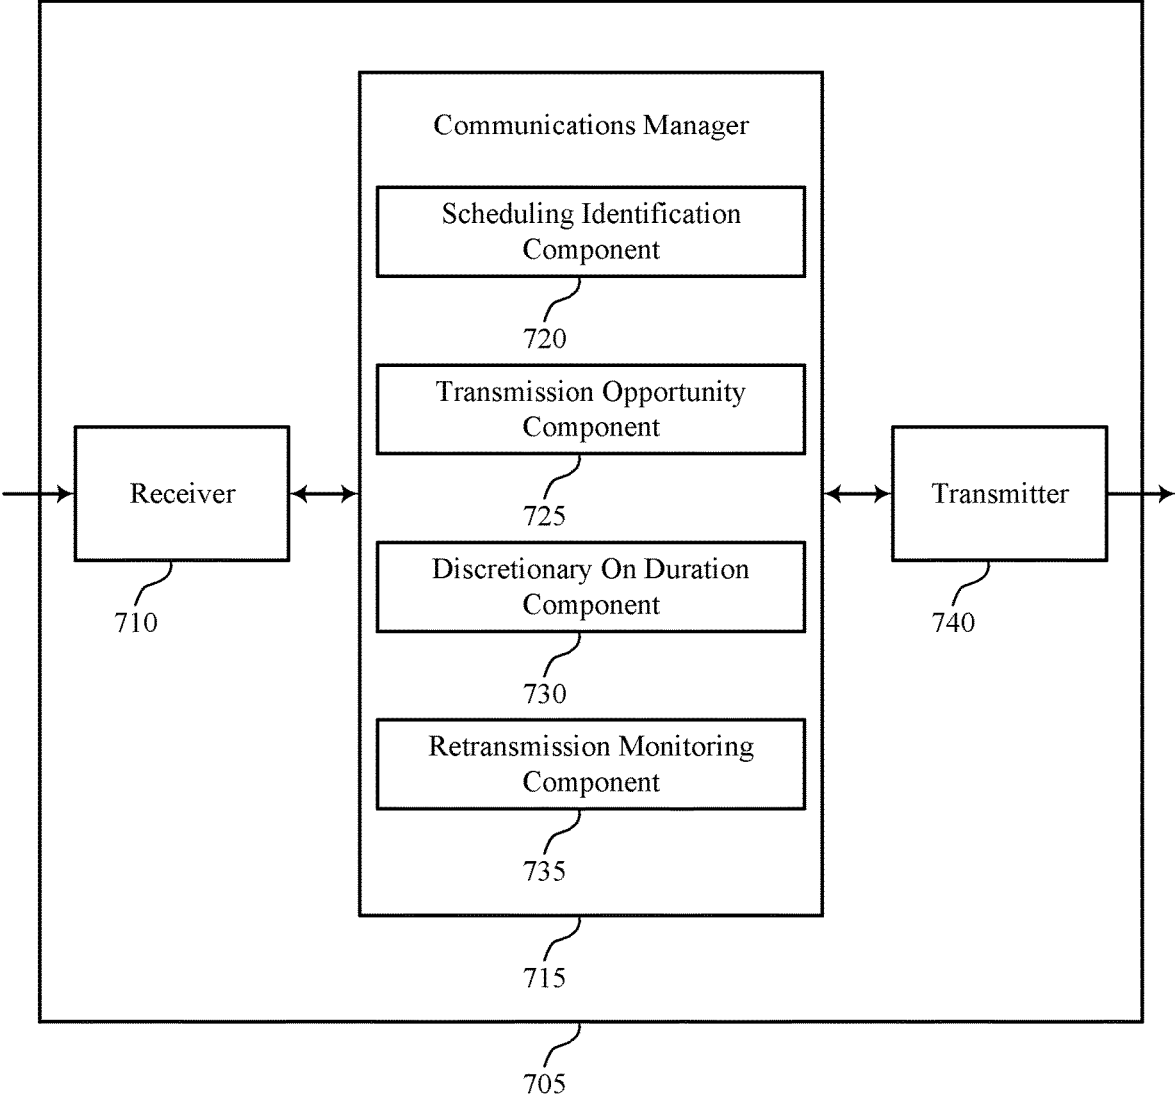 Communications Manager
Scheduling Identification
Component
720
Transmission Opportunity
Component
725
Receiver
710
Transmitter
740
Discretionary On Duration
Component
730
Retransmission Monitoring
Component
735
715
705